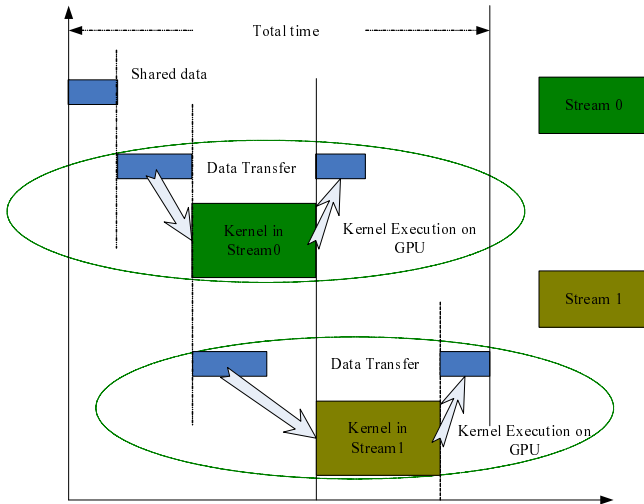 Total time
Shared data
Stream 0
Data Transfer
Kernel in
Stream0
Kernel Execution on
GPU
Stream 1
Data Transfer
Kernel in
Stream1
Kernel Execution on
GPU